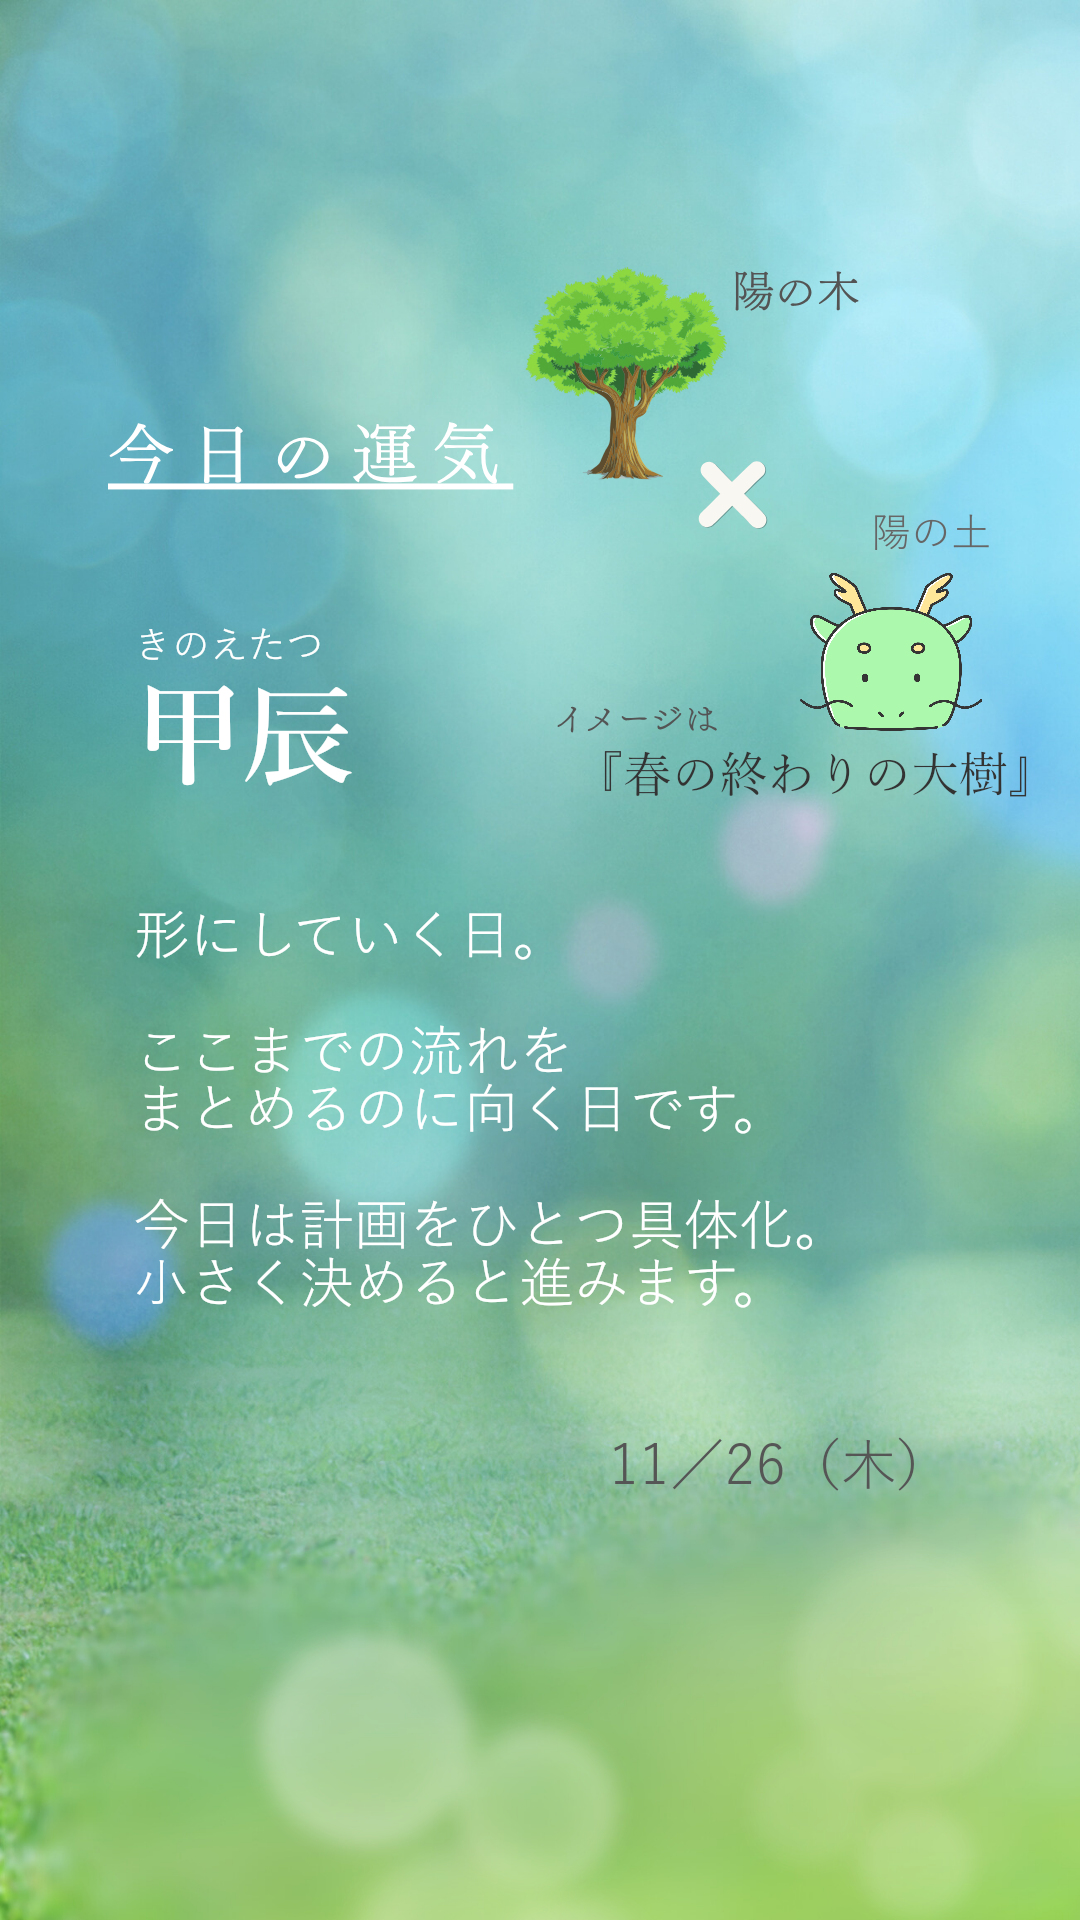 陽の木
今日の運気
陽の土
きのえたつ
甲辰
イメージは
『春の終わりの大樹』
形にしていく日。
ここまでの流れを
まとめるのに向く日です。
今日は計画をひとつ具体化。
小さく決めると進みます。
11／26（木）